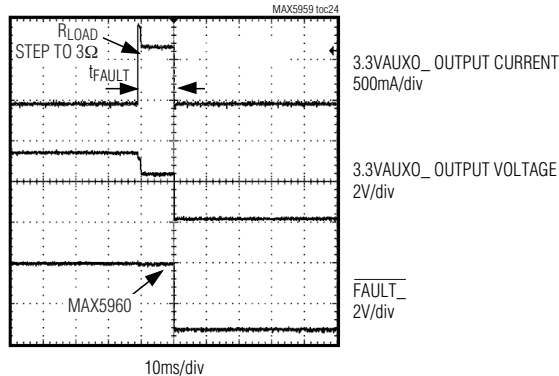 MAX5959 toc24
RLOAD
STEP TO 3Ω
tFAULT
3.3VAUXO_ OUTPUT CURRENT
500mA/div
3.3VAUXO_ OUTPUT VOLTAGE
2V/div
MAX5960
FAULT_
2V/div
10ms/div